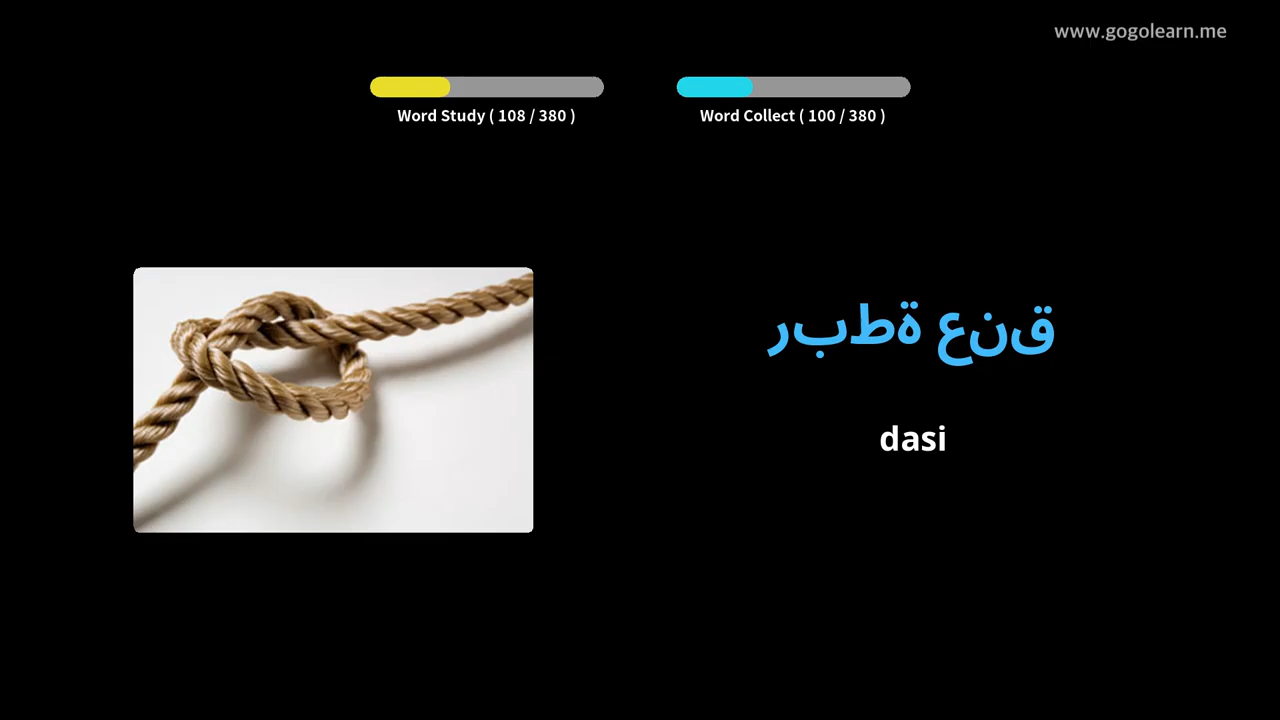 www.gogolearn.me
Word Study ( 108 / 380 )
Word Collect ( 100 / 380 )
ربطة عنق
dasi